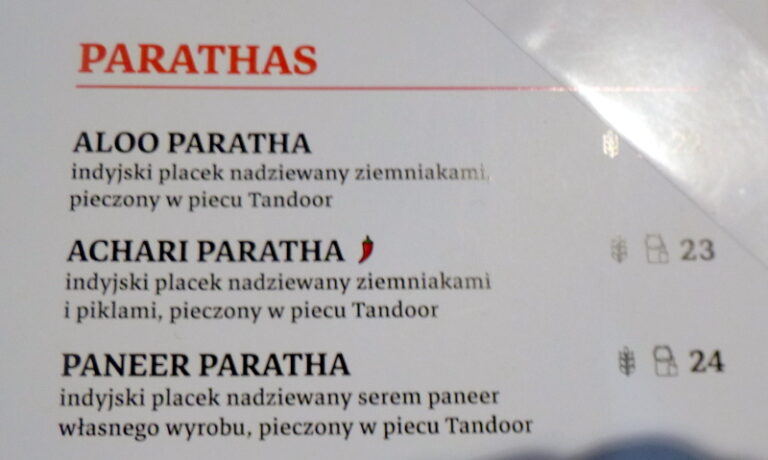 PARATHAS
ALOO PARATHA
indyjski placek nadziewany ziemniakami,
pieczony w piecu Tandoor
ACHARI PARATHA 23
indyjski placek nadziewany ziemniakami
i piklami, pieczony w piecu Tandoor
PANEER PARATHA 24
indyjski placek nadziewany serem paneer
własnego wyrobu, pieczony w piecu Tandoor